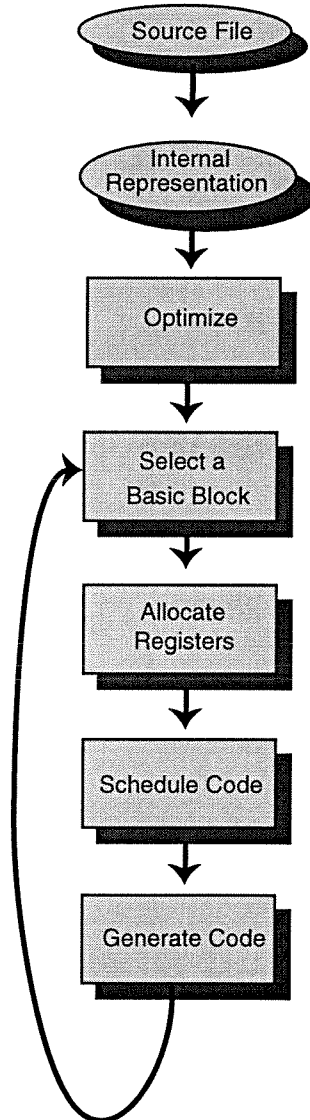 Source File
Internal
Representation
Optimize
Select a
Basic Block
Allocate
Registers
Schedule Code
Generate Code